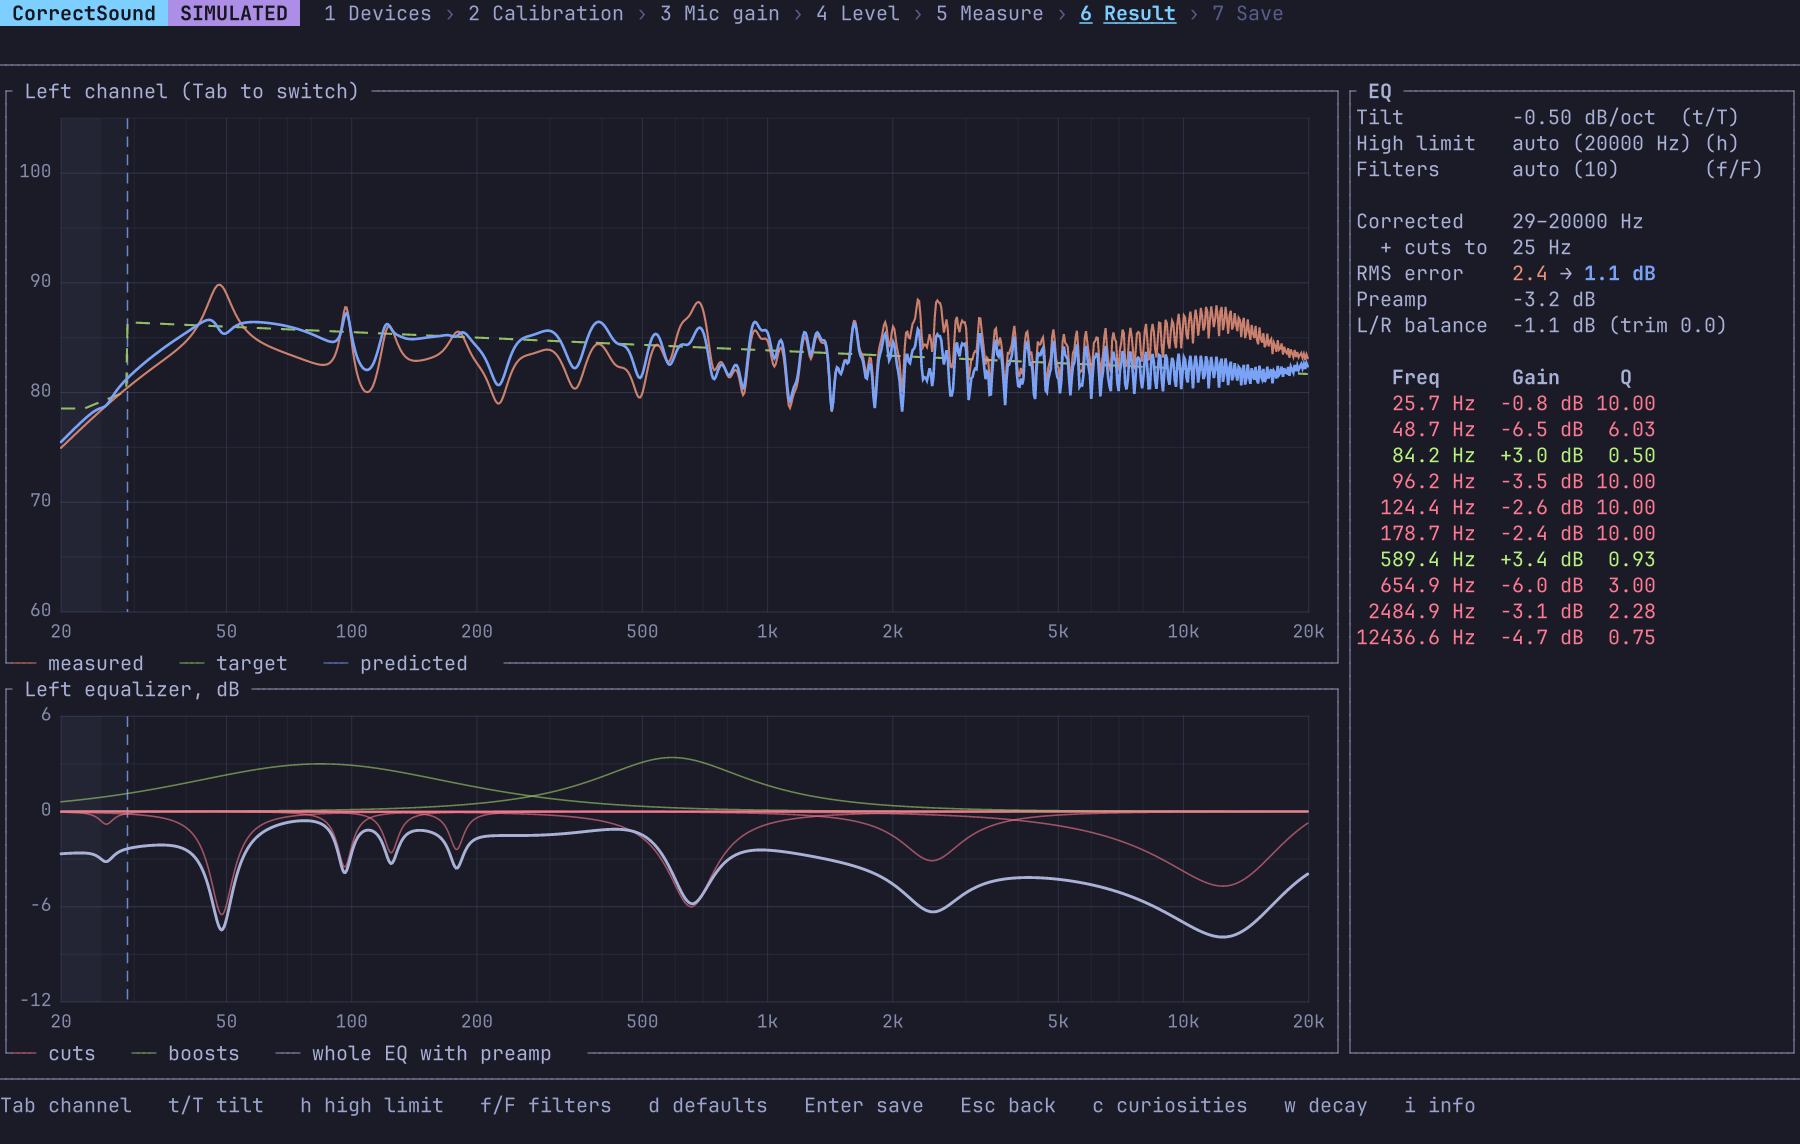 CorrectSound SIMULATED 1 Devices › 2 Calibration › 3 Mic gain › 4 Level › 5 Measure › 6 Result › 7 Save
Left channel (Tab to switch)
100
90
80
70
60
20 50 100 200 500 1k 2k 5k 10k 20k
measured target predicted
Left equalizer, dB
6
0
-6
-12
20 50 100 200 500 1k 2k 5k 10k 20k
cuts boosts whole EQ with preamp
EQ
Tilt -0.50 dB/oct (t/T)
High limit auto (20000 Hz) (h)
Filters auto (10) (f/F)
Corrected 29–20000 Hz
+ cuts to 25 Hz
RMS error 2.4 → 1.1 dB
Preamp -3.2 dB
L/R balance -1.1 dB (trim 0.0)
Freq Gain Q
25.7 Hz -0.8 dB 10.00
48.7 Hz -6.5 dB 6.03
84.2 Hz +3.0 dB 0.50
96.2 Hz -3.5 dB 10.00
124.4 Hz -2.6 dB 10.00
178.7 Hz -2.4 dB 10.00
589.4 Hz +3.4 dB 0.93
654.9 Hz -6.0 dB 3.00
2484.9 Hz -3.1 dB 2.28
12436.6 Hz -4.7 dB 0.75
Tab channel t/T tilt h high limit f/F filters d defaults Enter save Esc back c curiosities w decay i info